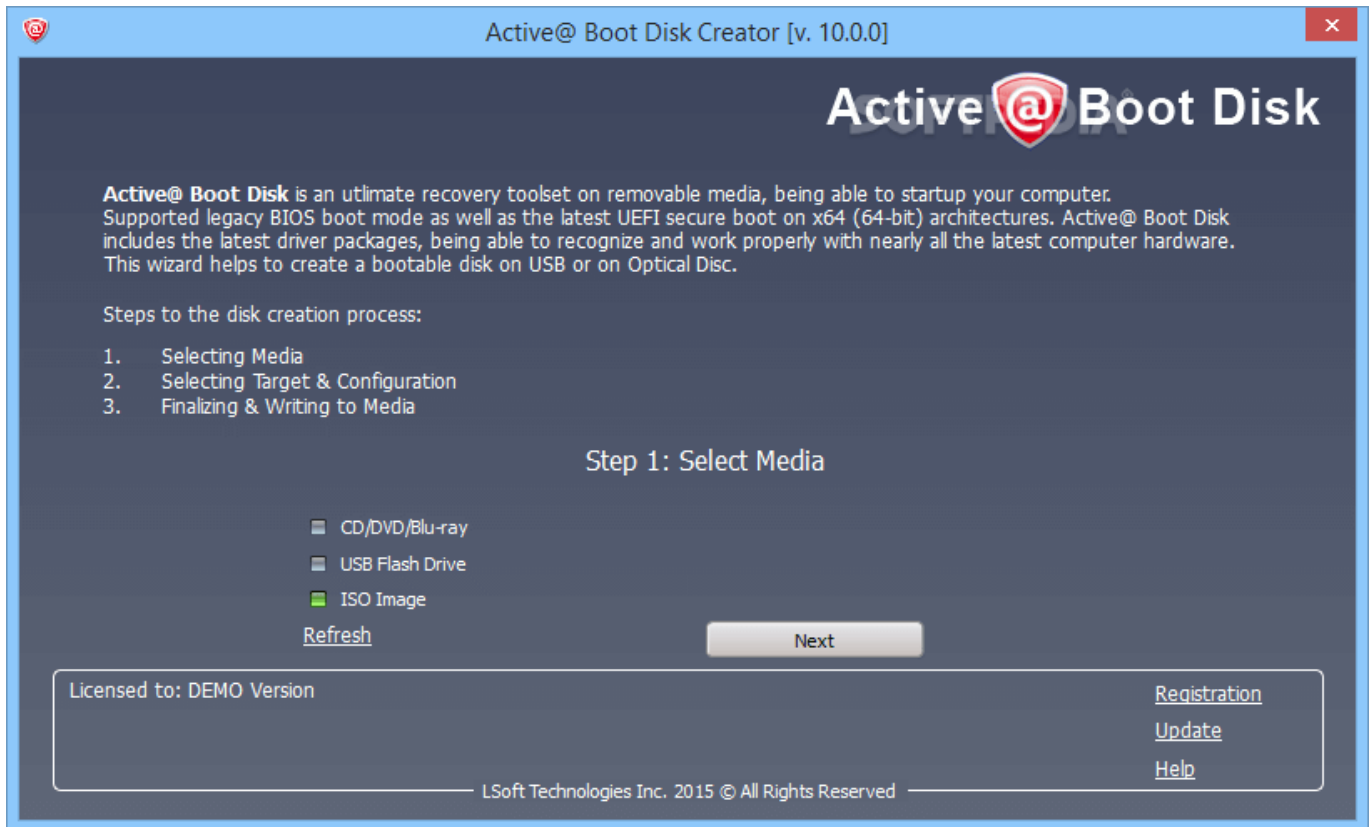 Active@ Boot Disk Creator [v. 10.0.0]
Active@ Boot Disk
SOFTPEDIA®
Active@ Boot Disk is an utlimate recovery toolset on removable media, being able to startup your computer.
Supported legacy BIOS boot mode as well as the latest UEFI secure boot on x64 (64-bit) architectures. Active@ Boot Disk
includes the latest driver packages, being able to recognize and work properly with nearly all the latest computer hardware.
This wizard helps to create a bootable disk on USB or on Optical Disc.
Steps to the disk creation process:
1. Selecting Media
2. Selecting Target & Configuration
3. Finalizing & Writing to Media
Step 1: Select Media
CD/DVD/Blu-ray
USB Flash Drive
ISO Image
Refresh
Next
Licensed to: DEMO Version
Registration
Update
Help
LSoft Technologies Inc. 2015 © All Rights Reserved